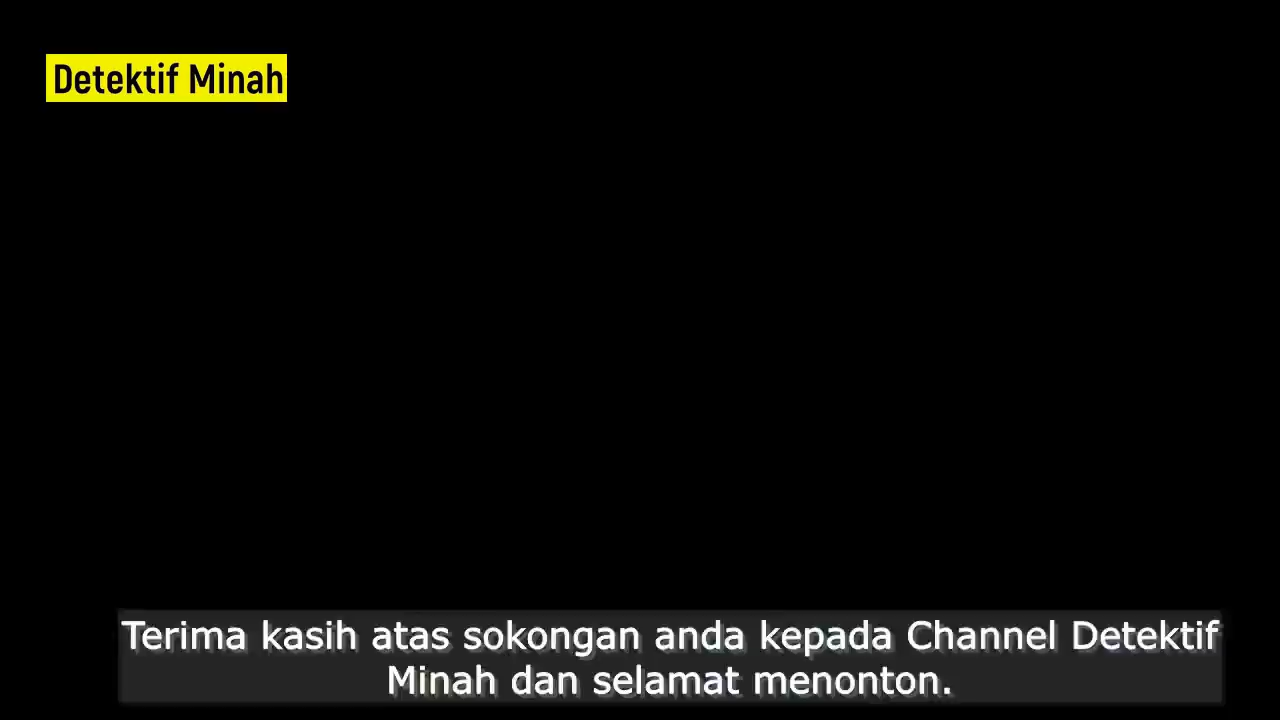 Detektif Minah
Terima kasih atas sokongan anda kepada Channel Detektif
Minah dan selamat menonton.